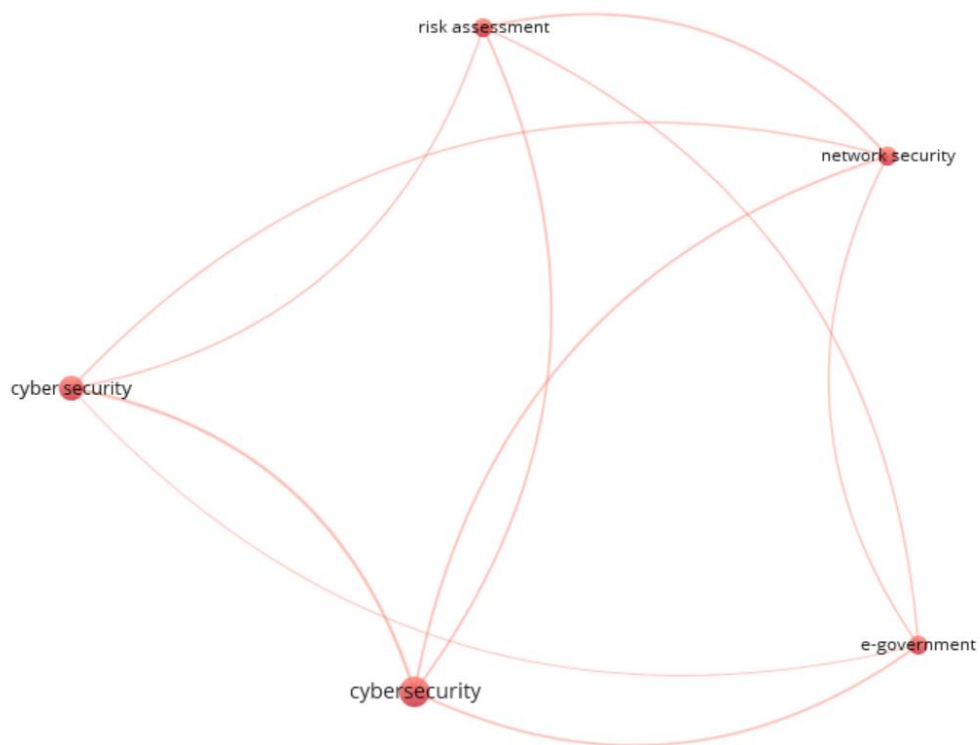 risk assessment
network security
cyber security
e-government
cybersecurity